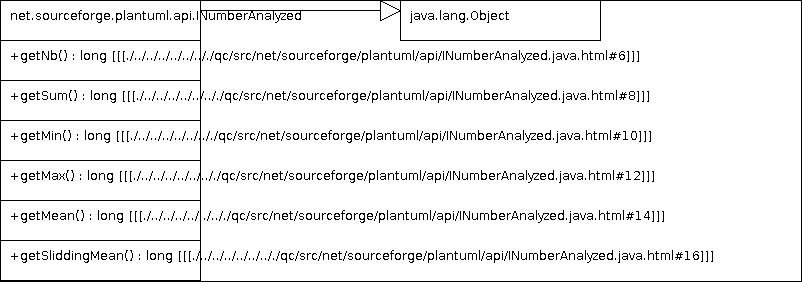 net.sourceforge.plantuml.api.INumberAnalyzed
java.lang.Object
+getNb() : long [[[./../../../../../../../qc/src/net/sourceforge/plantuml/api/INumberAnalyzed.java.html#6]]]
+getSum() : long [[[./../../../../../../../qc/src/net/sourceforge/plantuml/api/INumberAnalyzed.java.html#8]]]
+getMin() : long [[[./../../../../../../../qc/src/net/sourceforge/plantuml/api/INumberAnalyzed.java.html#10]]]
+getMax() : long [[[./../../../../../../../qc/src/net/sourceforge/plantuml/api/INumberAnalyzed.java.html#12]]]
+getMean() : long [[[./../../../../../../../qc/src/net/sourceforge/plantuml/api/INumberAnalyzed.java.html#14]]]
+getSliddingMean() : long [[[./../../../../../../../qc/src/net/sourceforge/plantuml/api/INumberAnalyzed.java.html#16]]]